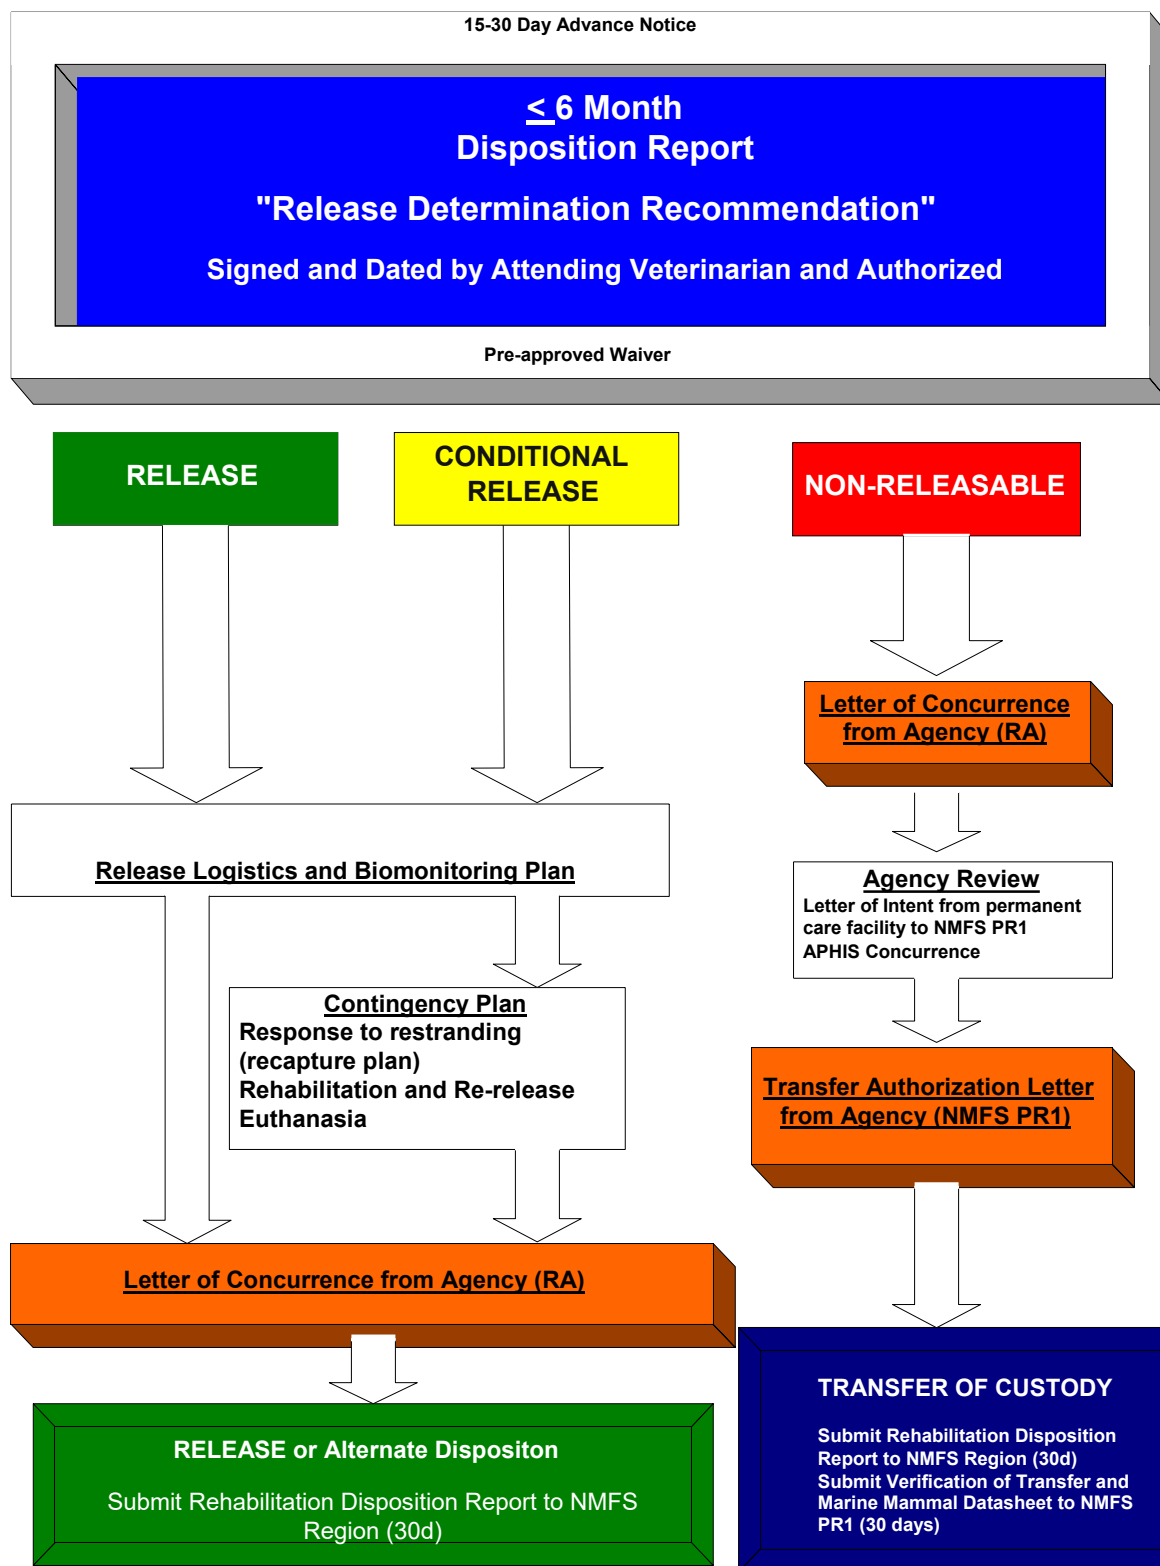 15-30 Day Advance Notice
< 6 Month
Disposition Report
"Release Determination Recommendation"
Signed and Dated by Attending Veterinarian and Authorized
Pre-approved Waiver
RELEASE
CONDITIONAL
RELEASE
NON-RELEASABLE
Letter of Concurrence
from Agency (RA)
Release Logistics and Biomonitoring Plan
Agency Review
Letter of Intent from permanent
care facility to NMFS PR1
APHIS Concurrence
Contingency Plan
Response to restranding
(recapture plan)
Rehabilitation and Re-release
Euthanasia
Transfer Authorization Letter
from Agency (NMFS PR1)
Letter of Concurrence from Agency (RA)
RELEASE or Alternate Dispositon
Submit Rehabilitation Disposition Report to NMFS
Region (30d)
TRANSFER OF CUSTODY
Submit Rehabilitation Disposition
Report to NMFS Region (30d)
Submit Verification of Transfer and
Marine Mammal Datasheet to NMFS
PR1 (30 days)